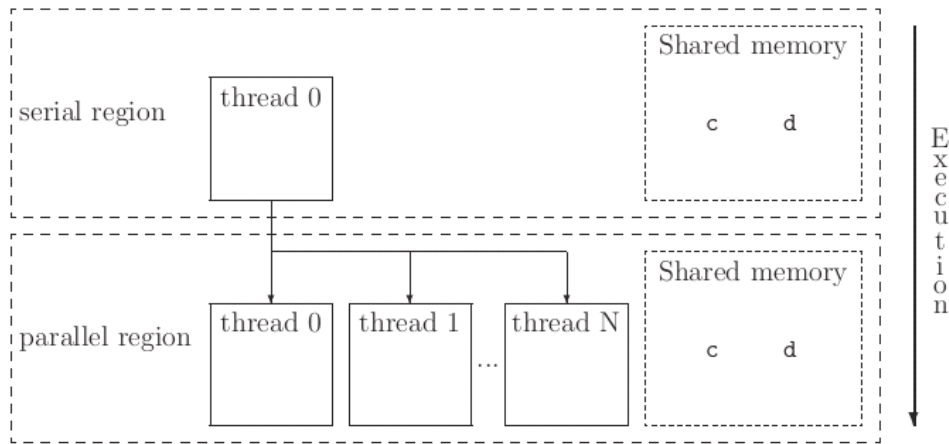 Shared memory
thread 0
serial region
c d
Execution
Shared memory
thread 0 thread 1 thread N
parallel region
...
c d